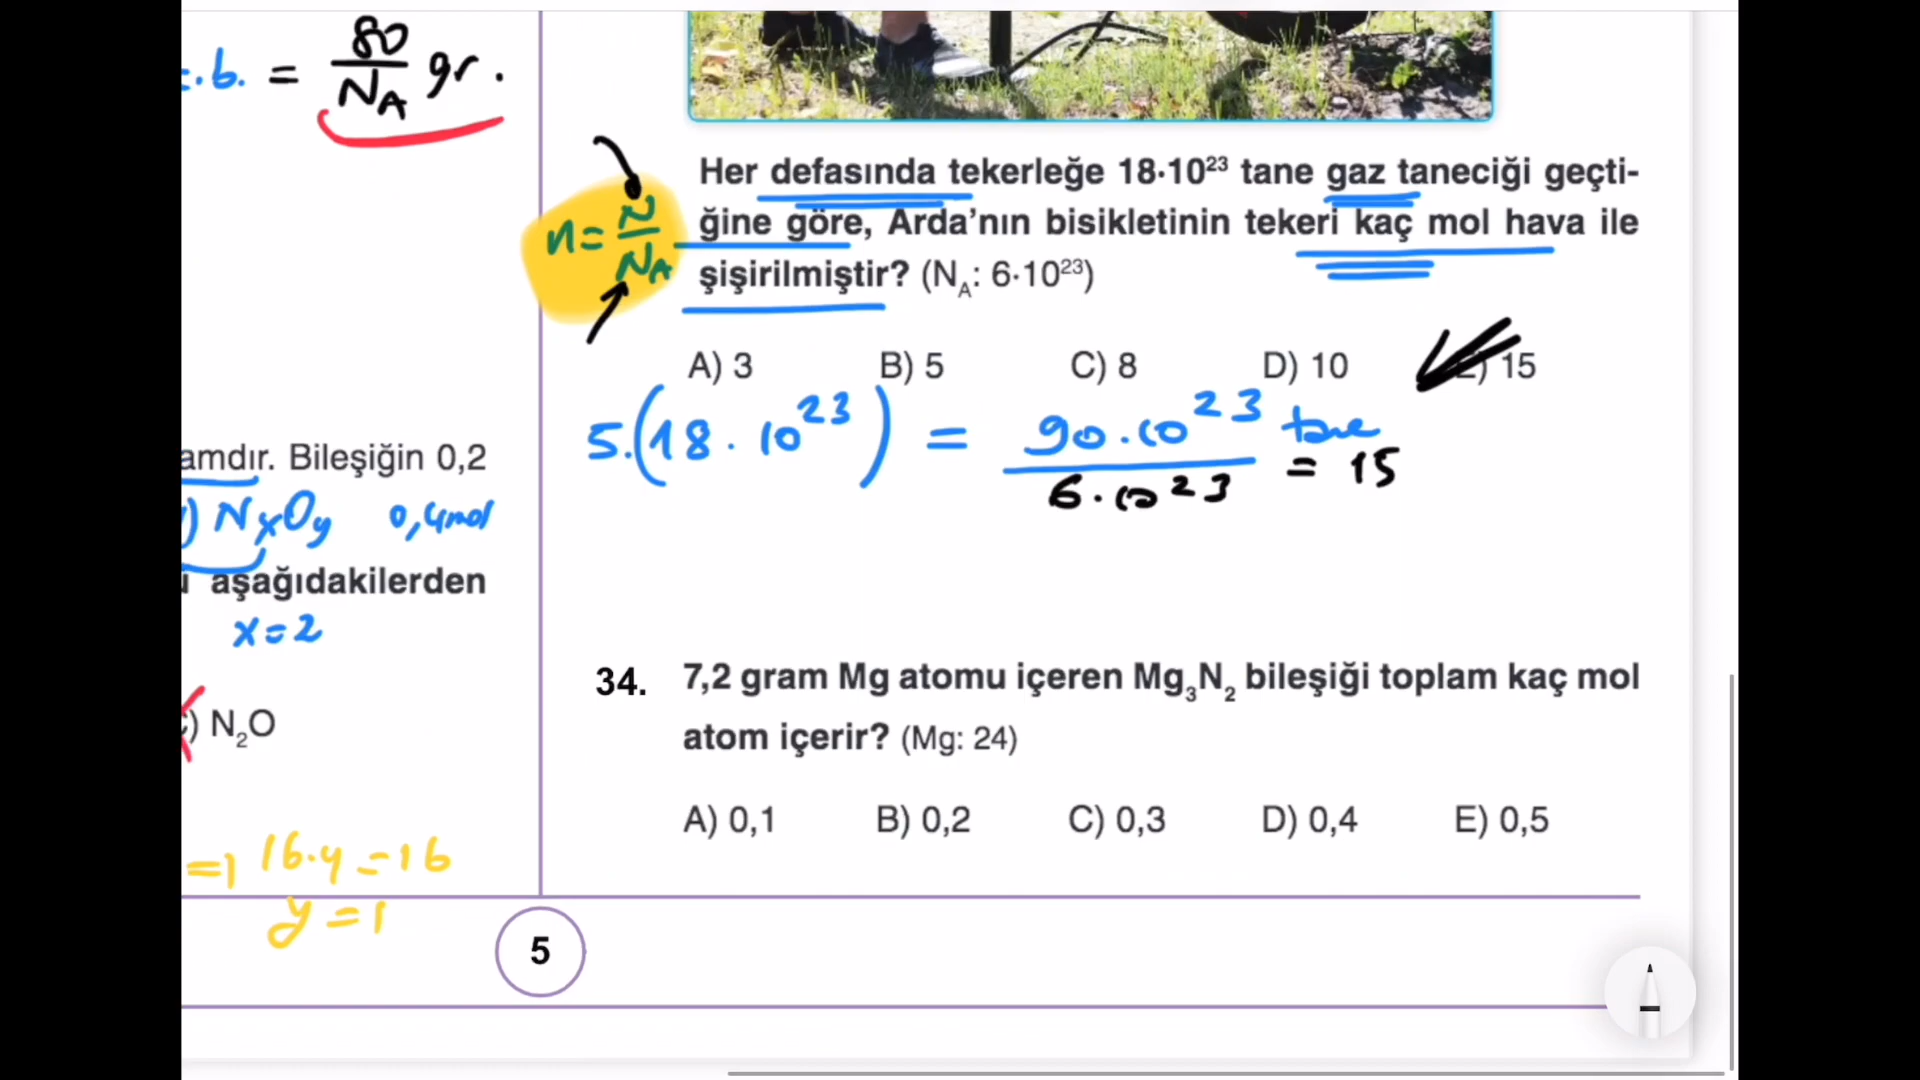 .b. = 80/N_A gr.
Her defasında tekerleğe 18·10²³ tane gaz taneciği geçti-
ğine göre, Arda'nın bisikletinin tekeri kaç mol hava ile
şişirilmiştir? (N_A: 6·10²³)
n = N/N_A
A) 3 B) 5 C) 8 D) 10 15
5.(18.10²³) = 90.10²³ tane
6.10²³ = 15
amdır. Bileşiğin 0,2
) NxOy 0,4mol
aşağıdakilerden
x=2
) N₂O
=1 16.y=16
y=1
34. 7,2 gram Mg atomu içeren Mg₃N₂ bileşiği toplam kaç mol
atom içerir? (Mg: 24)
A) 0,1 B) 0,2 C) 0,3 D) 0,4 E) 0,5
5